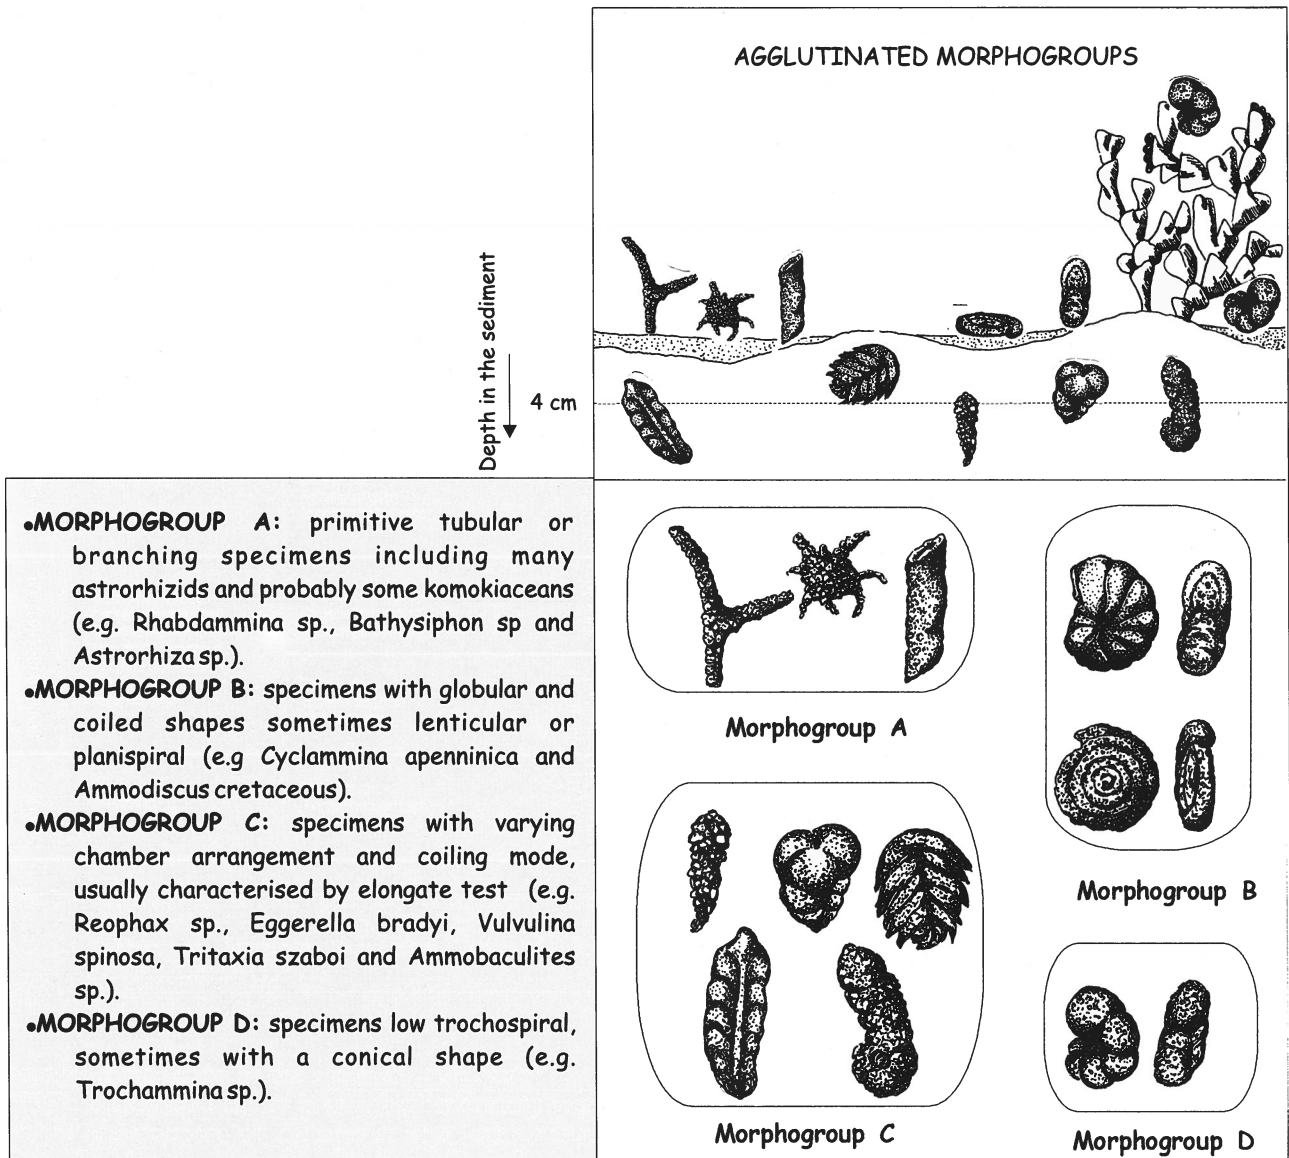 AGGLUTINATED MORPHOGROUPS
Depth in the sediment
4 cm
•MORPHOGROUP A: primitive tubular or
branching specimens including many
astrorhizids and probably some komokiaceans
(e.g. Rhabdammina sp., Bathysiphon sp and
Astrorhiza sp.).
•MORPHOGROUP B: specimens with globular and
coiled shapes sometimes lenticular or
planispiral (e.g Cyclammina apenninica and
Ammodiscus cretaceous).
•MORPHOGROUP C: specimens with varying
chamber arrangement and coiling mode,
usually characterised by elongate test (e.g.
Reophax sp., Eggerella bradyi, Vulvulina
spinosa, Tritaxia szaboi and Ammobaculites
sp.).
•MORPHOGROUP D: specimens low trochospiral,
sometimes with a conical shape (e.g.
Trochammina sp.).
Morphogroup A
Morphogroup B
Morphogroup C
Morphogroup D